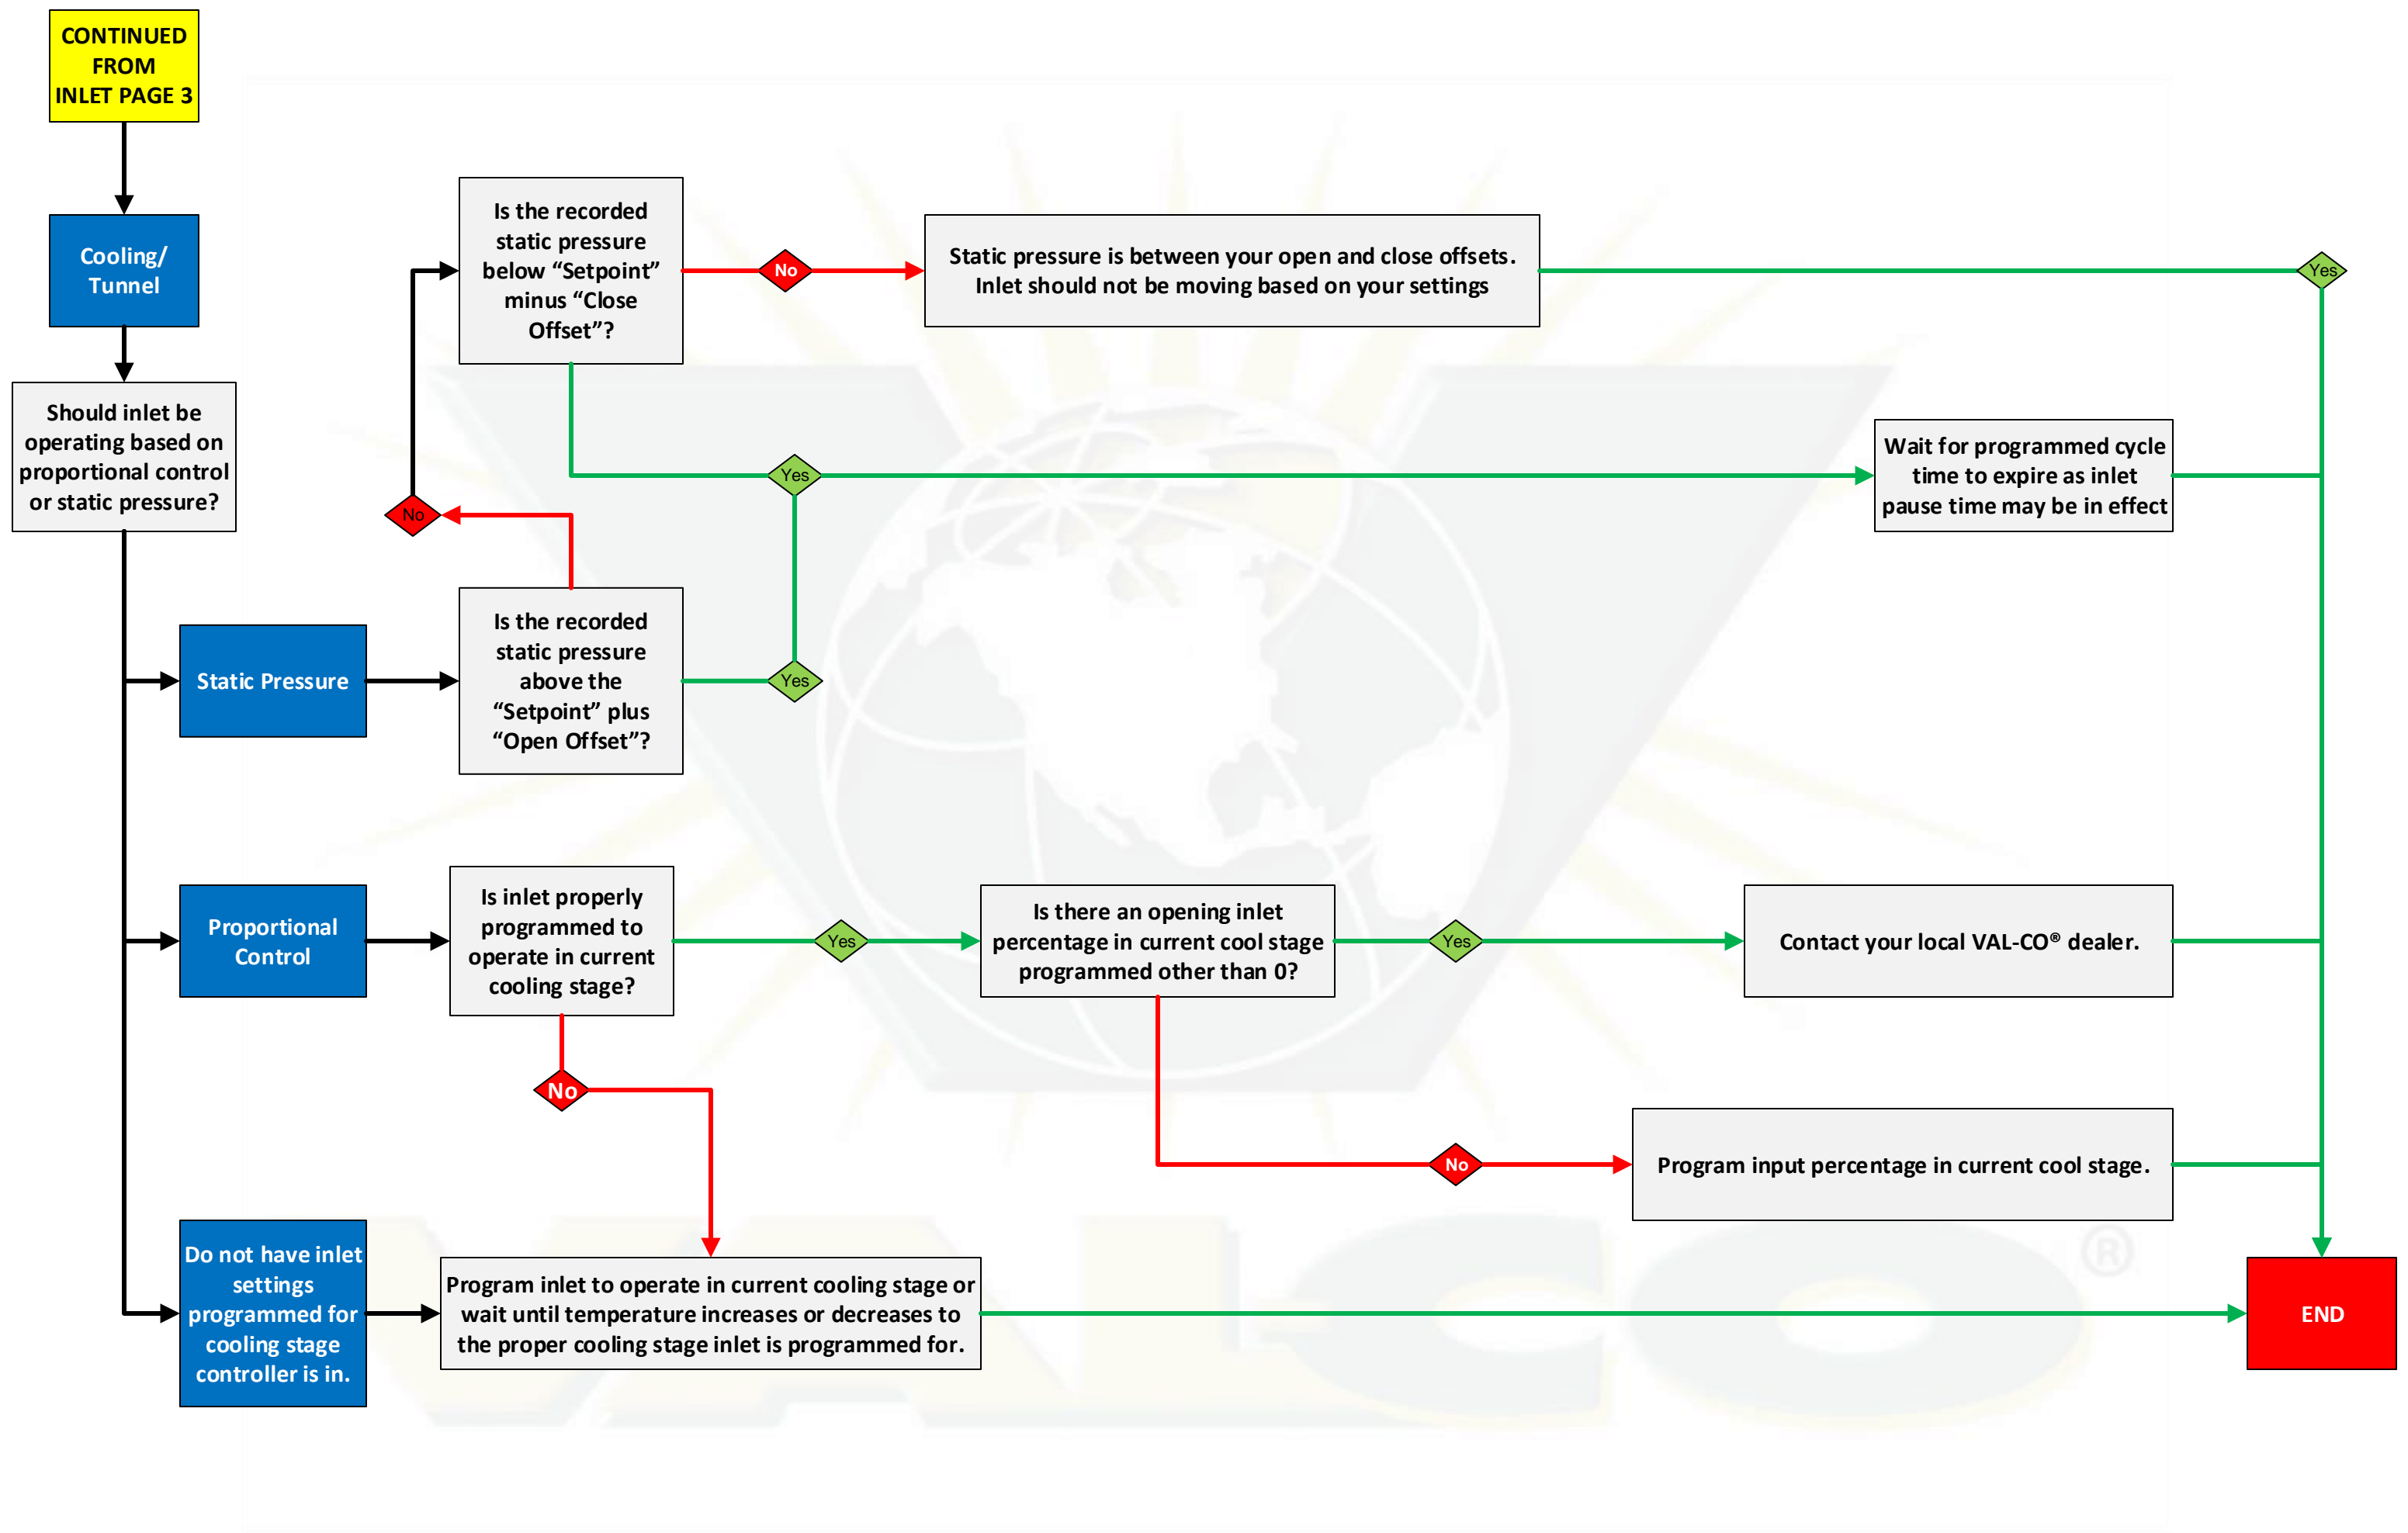 CONTINUED
FROM
INLET PAGE 3
Cooling/
Tunnel
Should inlet be
operating based on
proportional control
or static pressure?
Is the recorded
static pressure
below “Setpoint”
minus “Close
Offset”?
No
Static pressure is between your open and close offsets.
Inlet should not be moving based on your settings
Yes
Yes
Wait for programmed cycle
time to expire as inlet
pause time may be in effect
No
Static Pressure
Is the recorded
static pressure
above the
“Setpoint” plus
“Open Offset”?
Yes
Proportional
Control
Is inlet properly
programmed to
operate in current
cooling stage?
Yes
Is there an opening inlet
percentage in current cool stage
programmed other than 0?
Yes
Contact your local VAL-CO® dealer.
No
No
Program input percentage in current cool stage.
Do not have inlet
settings
programmed for
cooling stage
controller is in.
Program inlet to operate in current cooling stage or
wait until temperature increases or decreases to
the proper cooling stage inlet is programmed for.
END
VAL-CO®